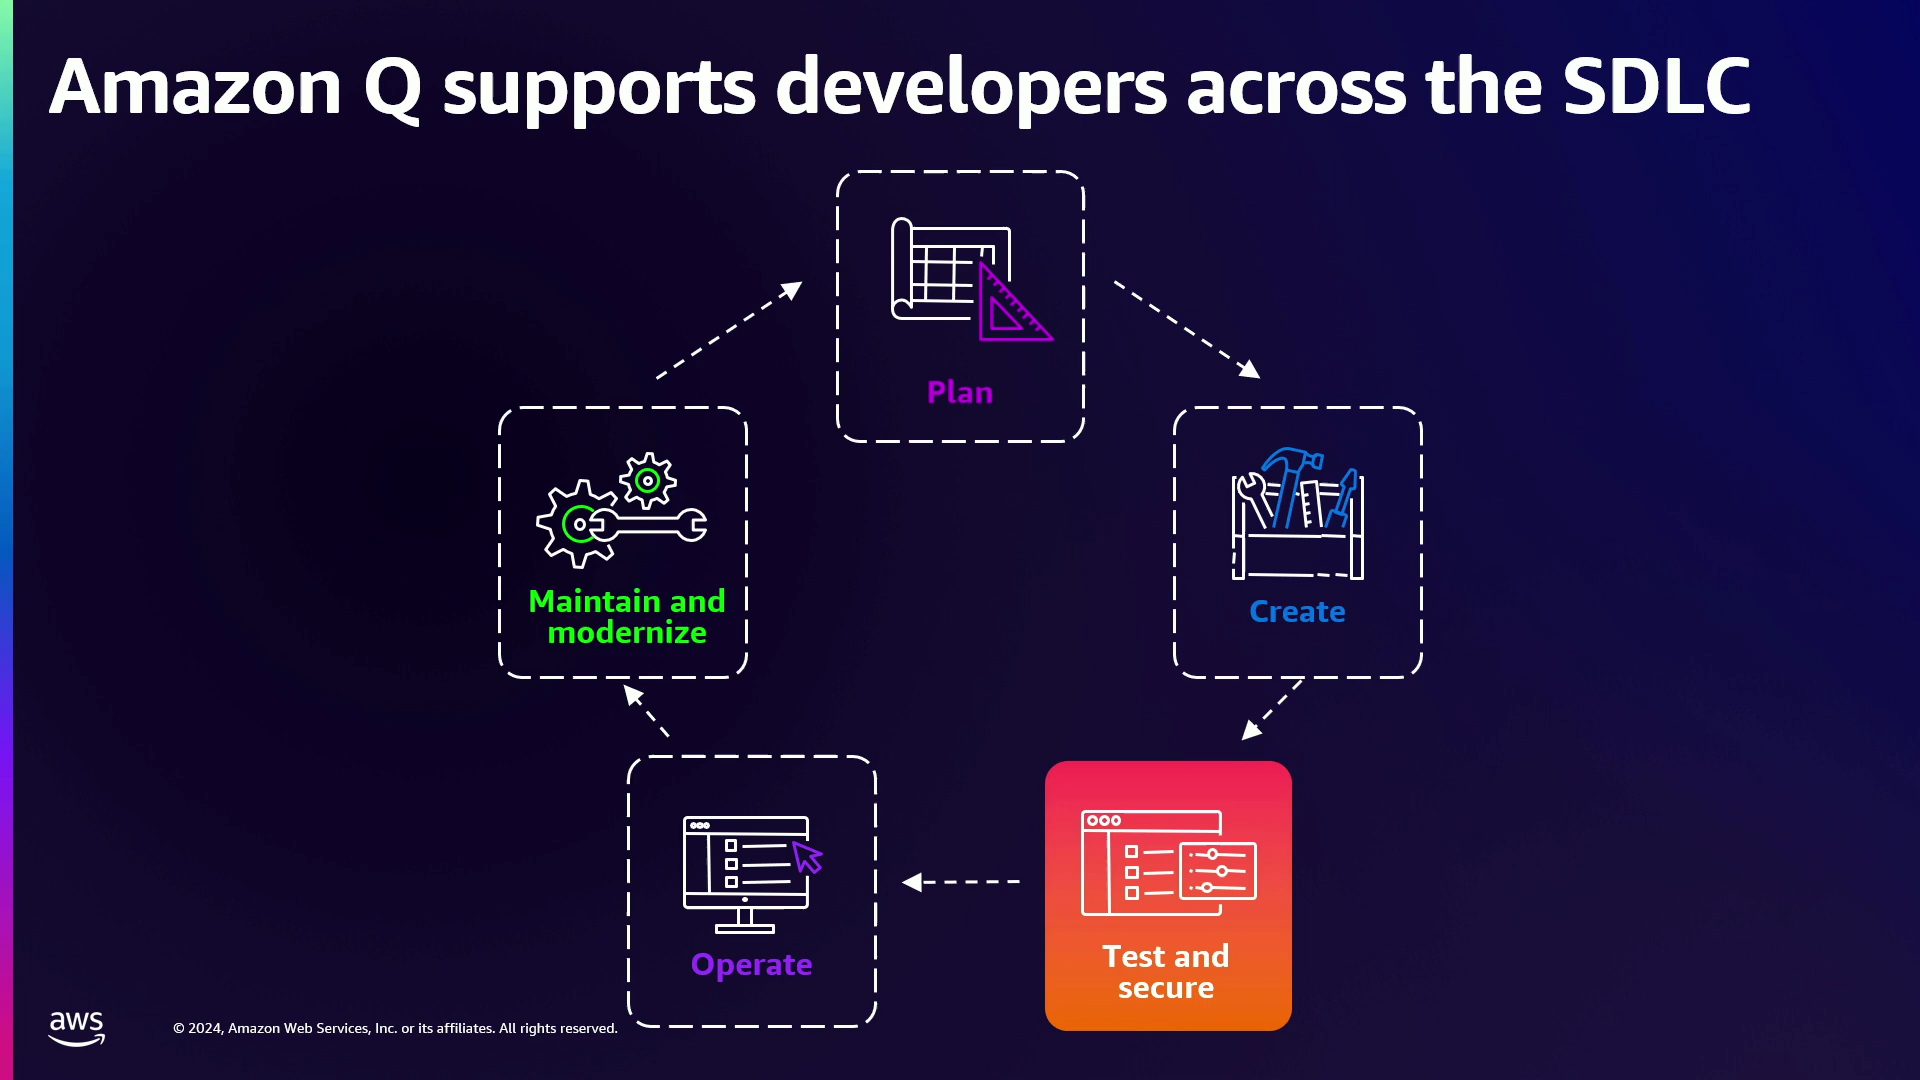 Amazon Q supports developers across the SDLC
Plan
Maintain and
modernize
Create
Operate
Test and
secure
aws
© 2024, Amazon Web Services, Inc. or its affiliates. All rights reserved.